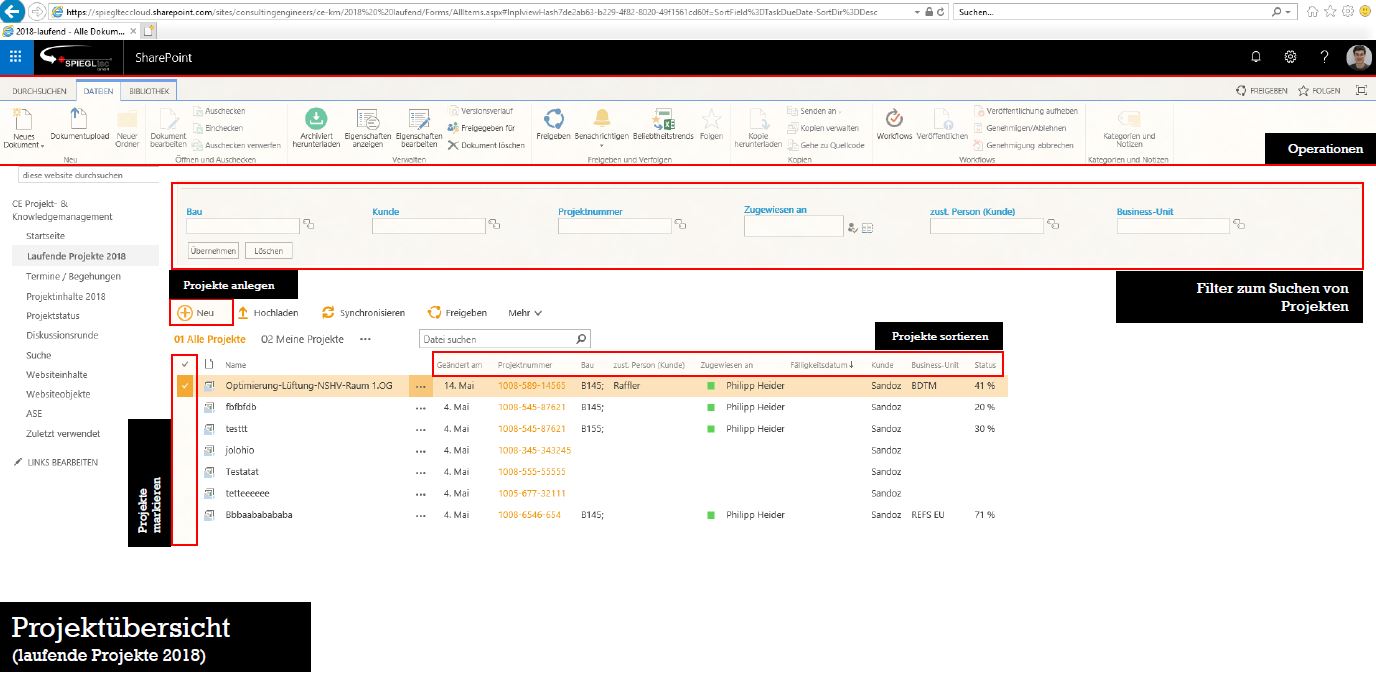 https://spieglteccloud.sharepoint.com/sites/consultingengineers/ce-km/2018%20%20laufend/Forms/AllItems.aspx#InplviewHash7de2ab63-b229-4f82-8020-49f1561cd60f=SortField%3DTaskDueDate-SortDir%3DDesc
Suchen...
2018-laufend - Alle Dokum...
SPIEGLTEC
GmbH
SharePoint
DURCHSUCHEN DATEIEN BIBLIOTHEK
FREIGEBEN FOLGEN
Neues Dokument
Dokumentupload
Neuer Ordner
Neu
Dokument bearbeiten
Auschecken
Einchecken
Auschecken verwerfen
Öffnen und Auschecken
Archiviert herunterladen
Eigenschaften anzeigen
Eigenschaften bearbeiten
Versionsverlauf
Freigegeben für
Dokument löschen
Verwalten
Freigeben
Benachrichtigen
Beliebtheitstrends
Folgen
Freigeben und Verfolgen
Kopie herunterladen
Senden an
Kopien verwalten
Gehe zu Quellcode
Kopien
Workflows
Veröffentlichen
Veröffentlichung aufheben
Genehmigen/Ablehnen
Genehmigung abbrechen
Workflows
Kategorien und Notizen
Kategorien und Notizen
Operationen
diese website durchsuchen
CE Projekt- &
Knowledgemanagement
Startseite
Laufende Projekte 2018
Termine / Begehungen
Projektinhalte 2018
Projektstatus
Diskussionsrunde
Suche
Websiteinhalte
Websiteobjekte
ASE
Zuletzt verwendet
LINKS BEARBEITEN
Bau Kunde Projektnummer Zugewiesen an zust. Person (Kunde) Business-Unit
Übernehmen Löschen
Projekte anlegen
Filter zum Suchen von
Projekten
Neu Hochladen Synchronisieren Freigeben Mehr
Projekte sortieren
01 Alle Projekte 02 Meine Projekte ... Datei suchen
Name Geändert am Projektnummer Bau zust. Person (Kunde) Zugewiesen an Fälligkeitsdatum Kunde Business-Unit Status
Optimierung-Lüftung-NSHV-Raum 1.OG ... 14. Mai 1008-589-14565 B145; Raffler Philipp Heider Sandoz BDTM 41 %
fbfbfdb ... 4. Mai 1008-545-87621 B145; Philipp Heider Sandoz 20 %
testtt ... 4. Mai 1008-545-87621 B155; Philipp Heider Sandoz 30 %
jolohio ... 4. Mai 1008-345-343245 Sandoz
Testatat ... 4. Mai 1008-555-55555 Sandoz
tetteeeeee ... 4. Mai 1005-677-32111 Sandoz
Bbbaababababa ... 4. Mai 1008-6546-654 B145; Philipp Heider Sandoz REFS EU 71 %
Projekte
markieren
Projektübersicht
(laufende Projekte 2018)